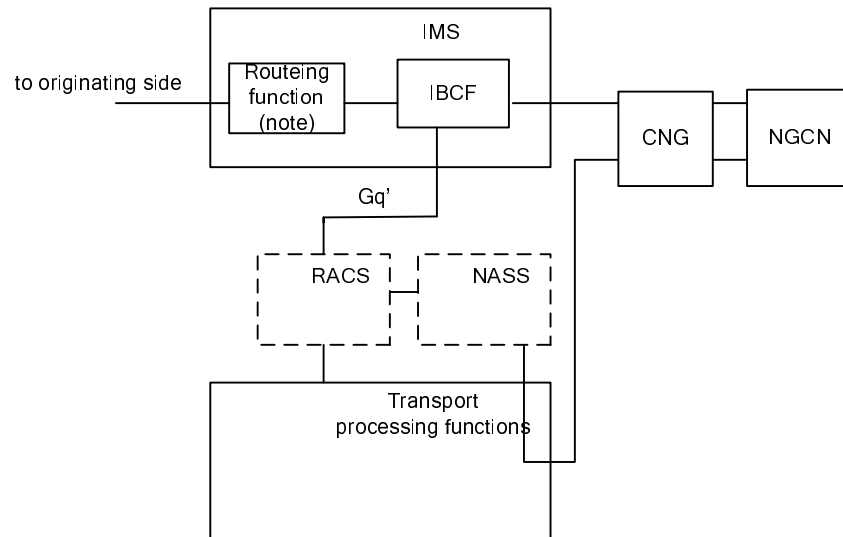 IMS
to originating side
Routeing
function
(note)
IBCF
CNG
NGCN
Gq’
RACS
NASS
Transport
processing functions